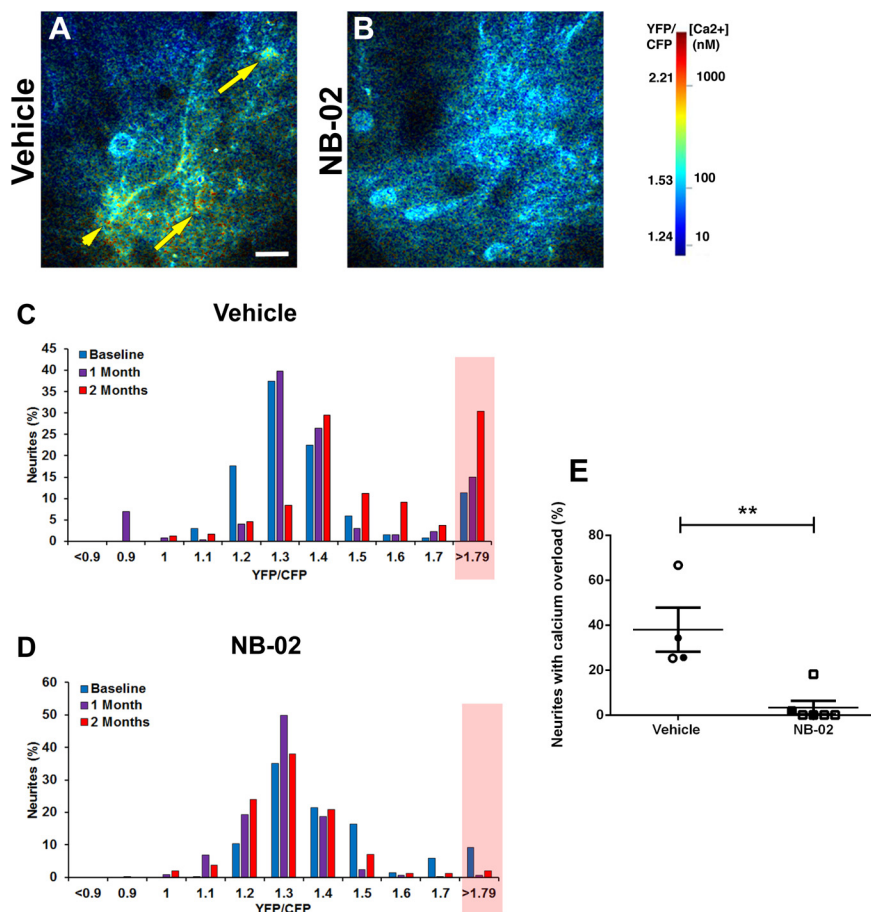 A
B
YFP/ [Ca2+]
CFP (nM)
2.21 1000
1.53 100
1.24 10
Vehicle
NB-02
C
Vehicle
Baseline
1 Month
2 Months
45
40
35
30
25
20
15
10
5
0
Neurites (%)
<0.9 0.9 1 1.1 1.2 1.3 1.4 1.5 1.6 1.7 >1.79
YFP/CFP
D
NB-02
Baseline
1 Month
2 Months
60
50
40
30
20
10
0
Neurites (%)
<0.9 0.9 1 1.1 1.2 1.3 1.4 1.5 1.6 1.7 >1.79
YFP/CFP
E
**
Neurites with calcium overload (%)
80
60
40
20
0
Vehicle NB-02